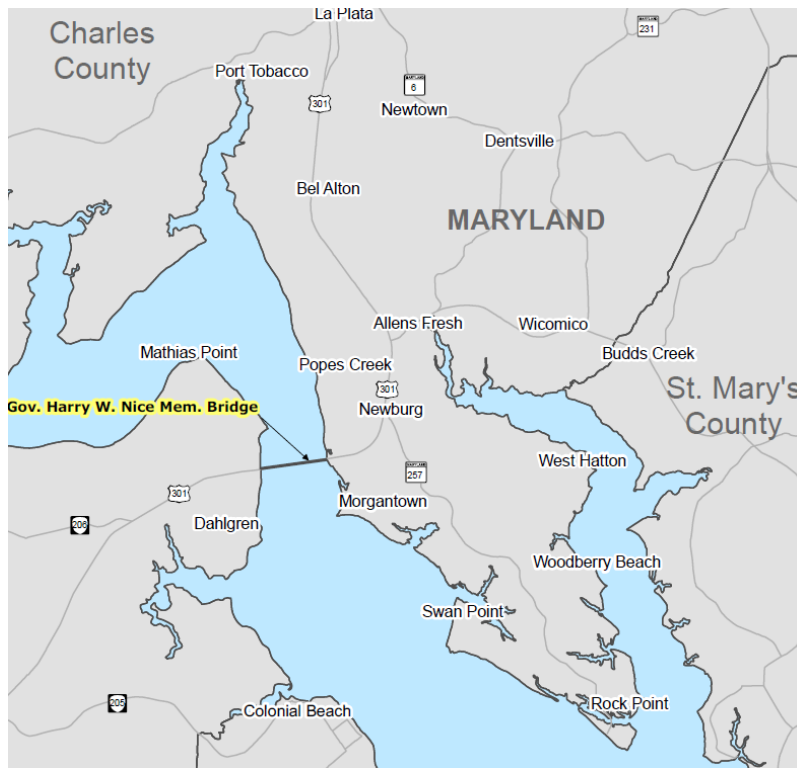 La Plata
Charles
County
231
Port Tobacco
MARYLAND
6
301
Newtown
Dentsville
Bel Alton
MARYLAND
Allens Fresh
Wicomico
Mathias Point
Budds Creek
Popes Creek
St. Mary's
County
301
Gov. Harry W. Nice Mem. Bridge
Newburg
West Hatton
MARYLAND
257
301
Morgantown
206
Dahlgren
Woodberry Beach
Swan Point
205
Colonial Beach
Rock Point